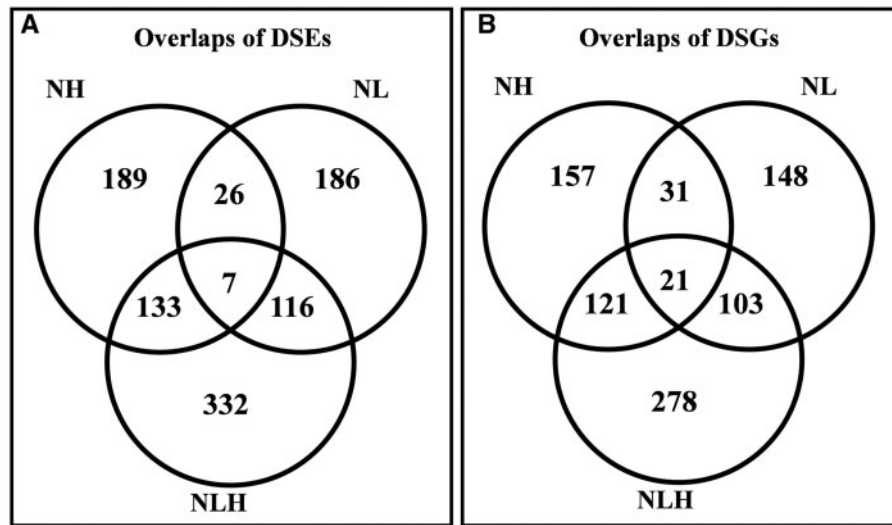 A
Overlaps of DSEs
NH
NL
189
26
186
7
133
116
332
NLH
B
Overlaps of DSGs
NH
NL
157
31
148
21
121
103
278
NLH